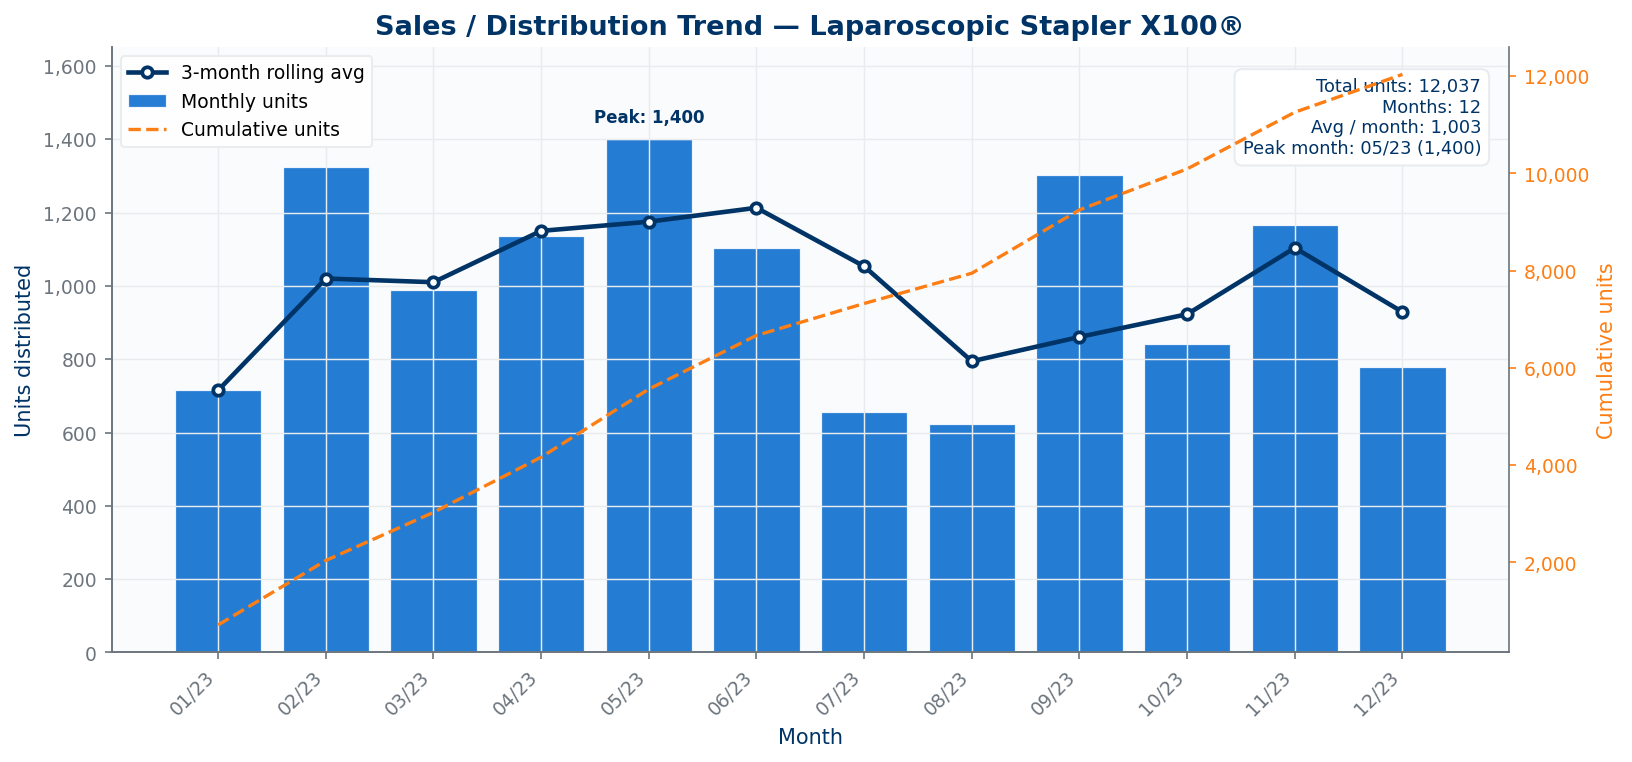 Sales / Distribution Trend — Laparoscopic Stapler X100®
3-month rolling avg
Monthly units
Cumulative units
Peak: 1,400
Total units: 12,037
Months: 12
Avg / month: 1,003
Peak month: 05/23 (1,400)
Units distributed
1,600
1,400
1,200
1,000
800
600
400
200
0
12,000
10,000
8,000
6,000
4,000
2,000
Cumulative units
01/23
02/23
03/23
04/23
05/23
06/23
07/23
08/23
09/23
10/23
11/23
12/23
Month